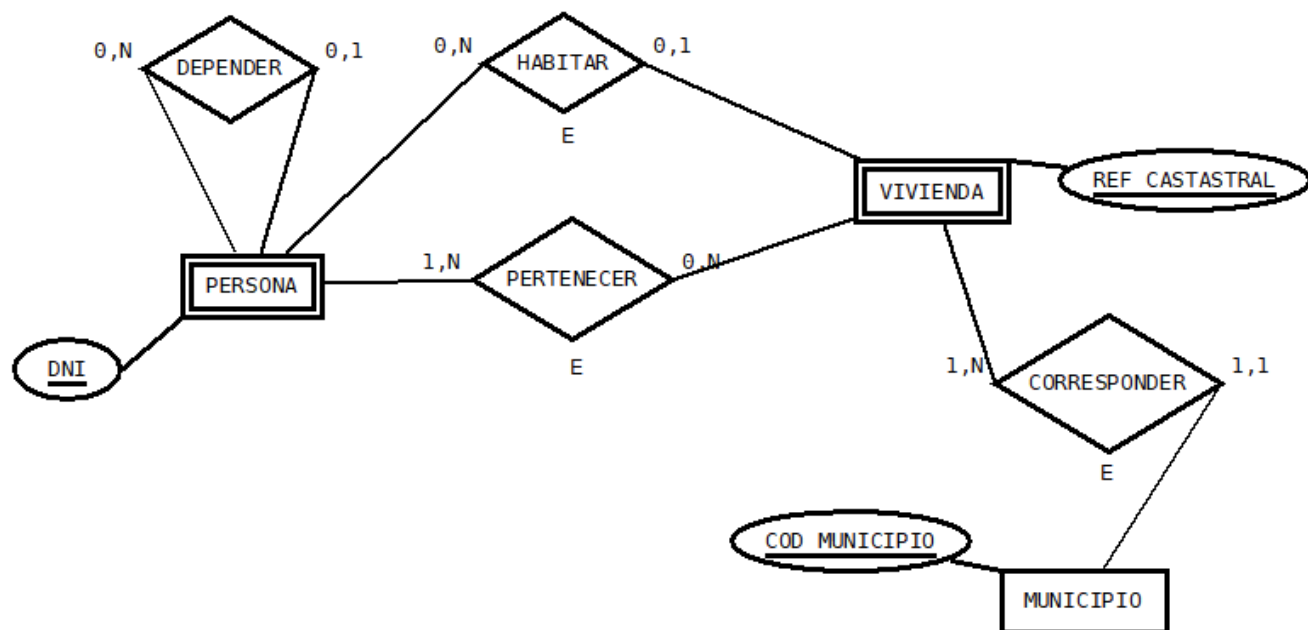 0,N
0,1
DEPENDER
0,N
0,1
HABITAR
E
VIVIENDA
REF CASTASTRAL
PERSONA
1,N
PERTENECER
0,N
E
DNI
1,N
CORRESPONDER
1,1
E
COD MUNICIPIO
MUNICIPIO